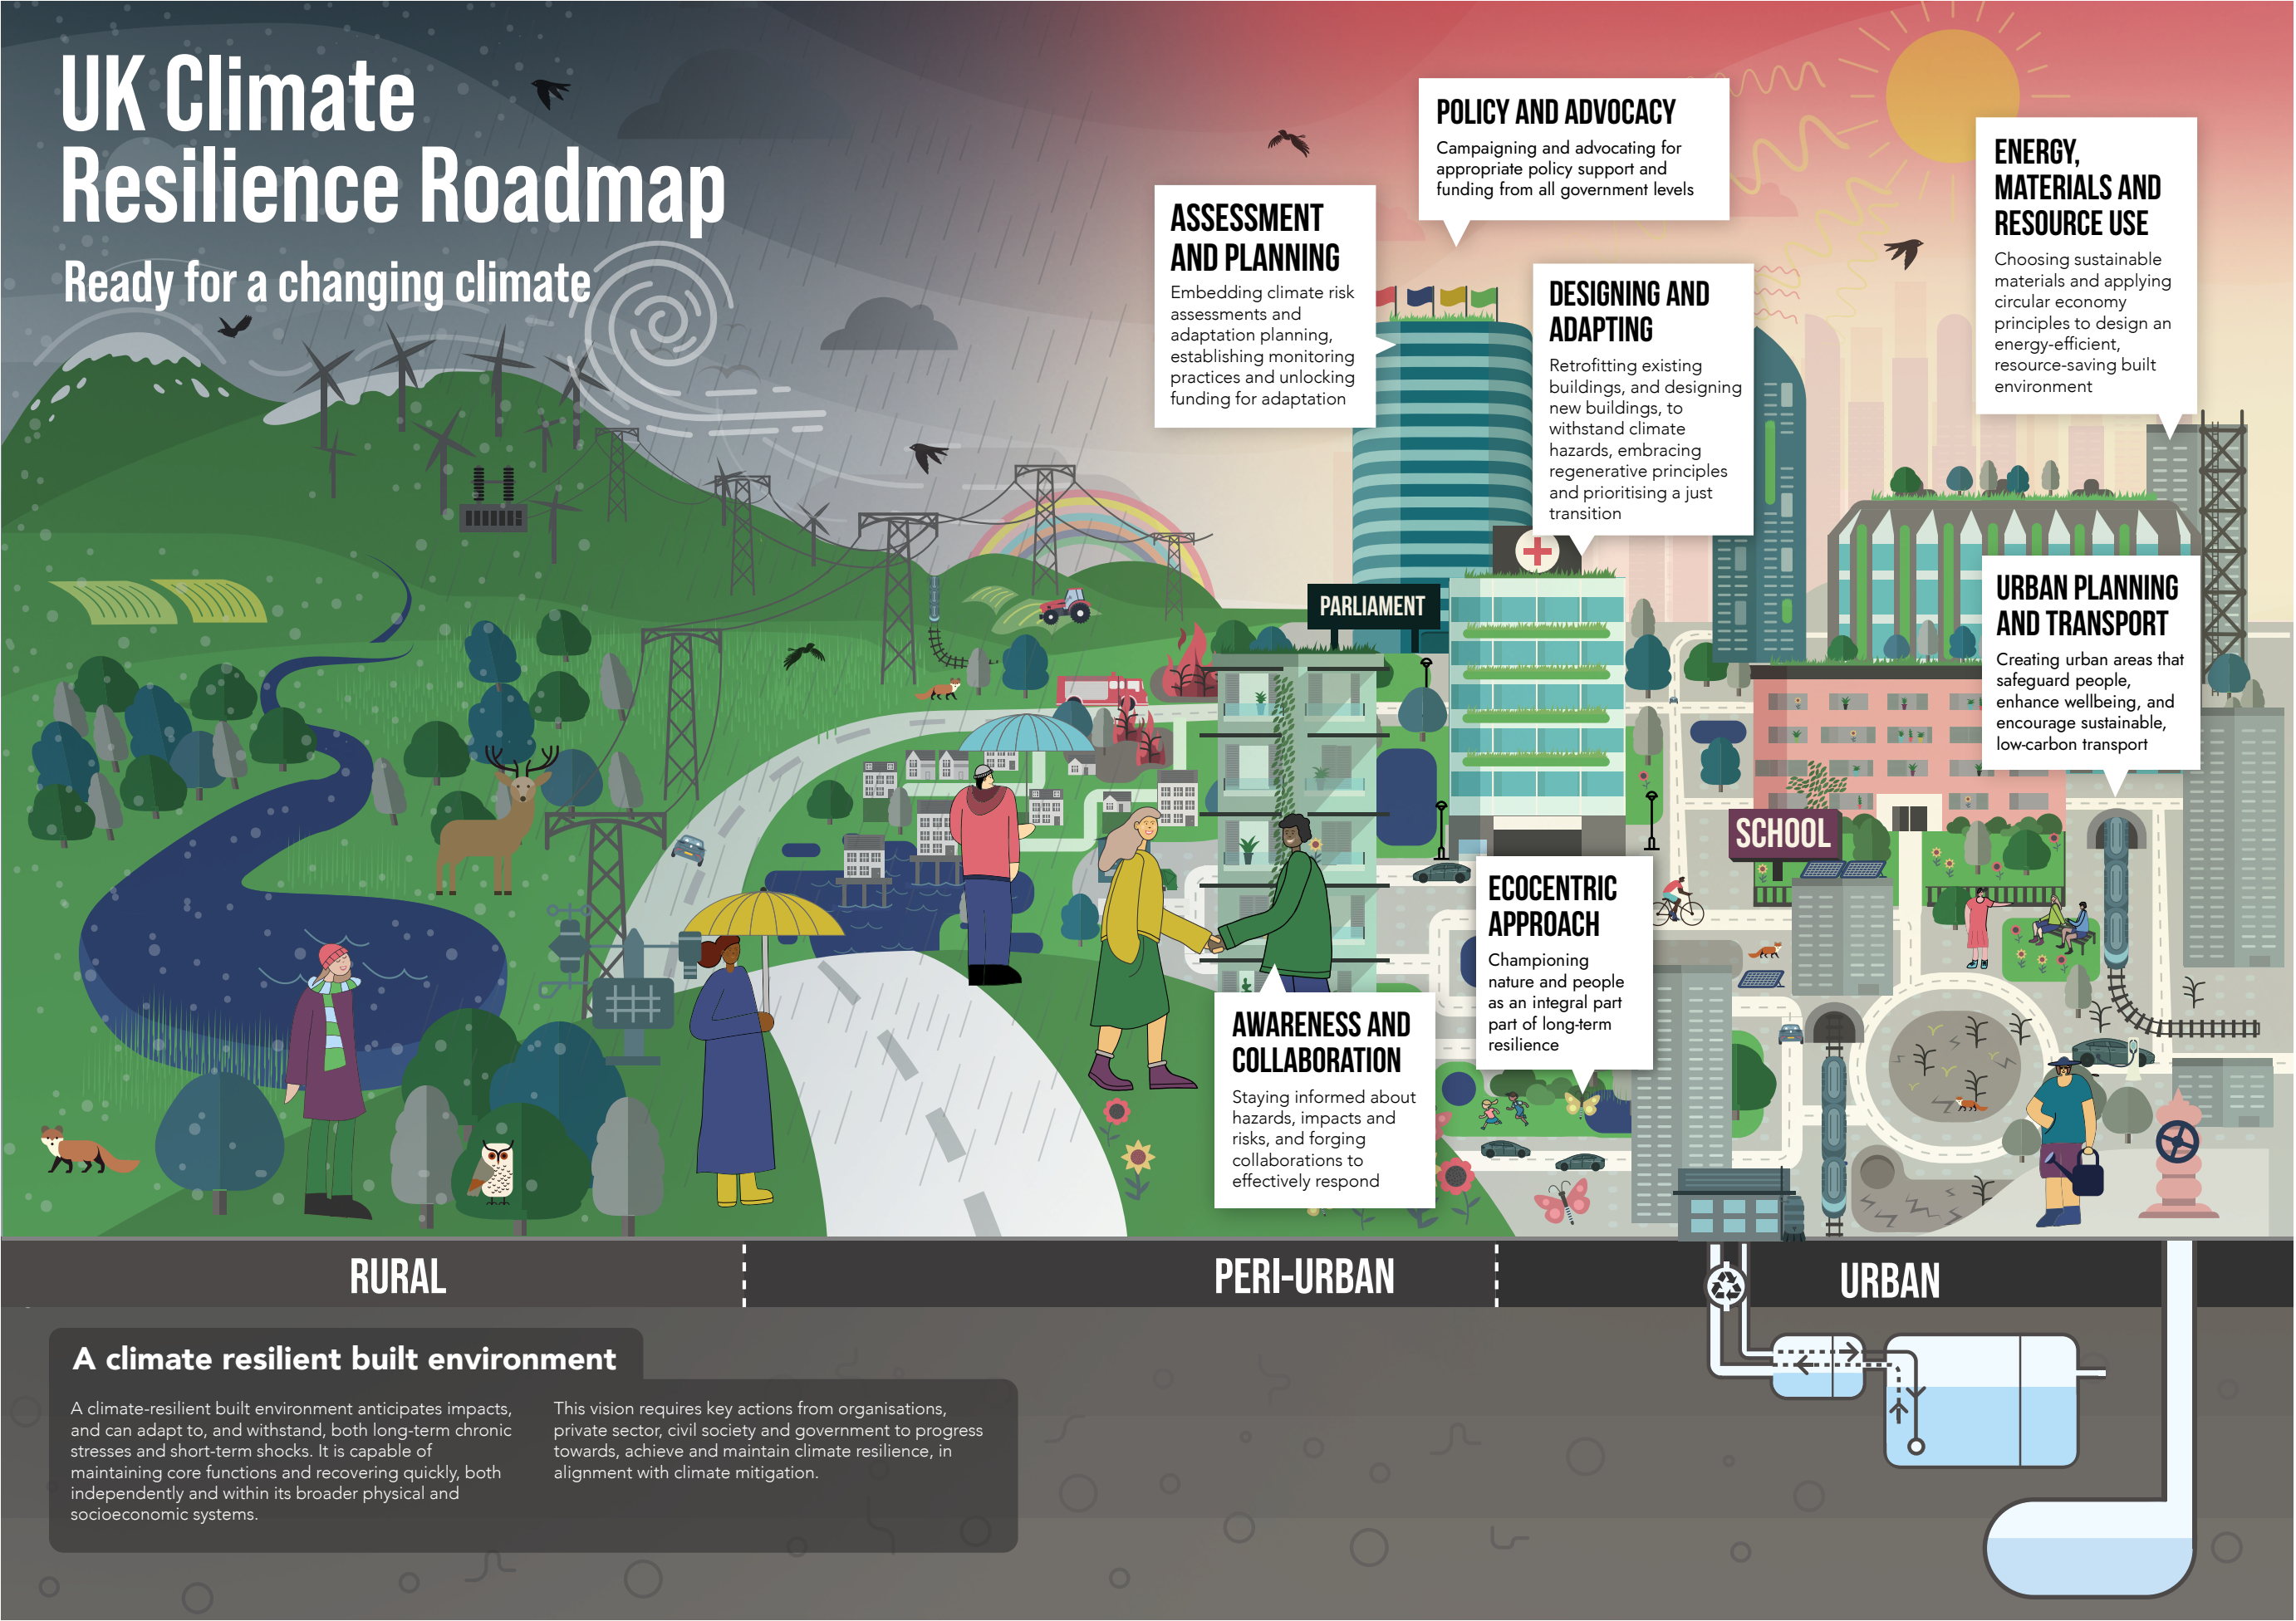 UK Climate
Resilience Roadmap
Ready for a changing climate
POLICY AND ADVOCACY
Campaigning and advocating for
appropriate policy support and
funding from all government levels
ASSESSMENT
AND PLANNING
Embedding climate risk
assessments and
adaptation planning,
establishing monitoring
practices and unlocking
funding for adaptation
DESIGNING AND
ADAPTING
Retrofitting existing
buildings, and designing
new buildings, to
withstand climate
hazards, embracing
regenerative principles
and prioritising a just
transition
ENERGY,
MATERIALS AND
RESOURCE USE
Choosing sustainable
materials and applying
circular economy
principles to design an
energy-efficient,
resource-saving built
environment
PARLIAMENT
URBAN PLANNING
AND TRANSPORT
Creating urban areas that
safeguard people,
enhance wellbeing, and
encourage sustainable,
low-carbon transport
SCHOOL
ECOCENTRIC
APPROACH
Championing
nature and people
as an integral part
part of long-term
resilience
AWARENESS AND
COLLABORATION
Staying informed about
hazards, impacts and
risks, and forging
collaborations to
effectively respond
RURAL
PERI-URBAN
URBAN
A climate resilient built environment
A climate-resilient built environment anticipates impacts,
and can adapt to, and withstand, both long-term chronic
stresses and short-term shocks. It is capable of
maintaining core functions and recovering quickly, both
independently and within its broader physical and
socioeconomic systems.
This vision requires key actions from organisations,
private sector, civil society and government to progress
towards, achieve and maintain climate resilience, in
alignment with climate mitigation.